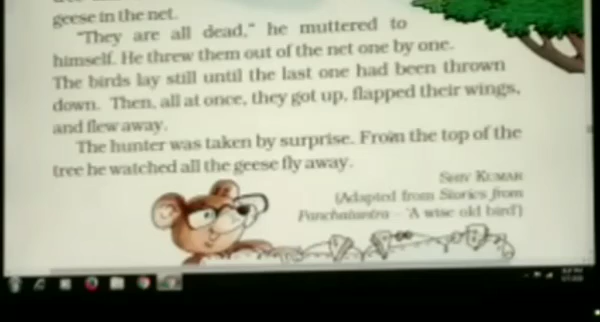 geese in the net.
"They are all dead," he muttered to
himself. He threw them out of the net one by one.
The birds lay still until the last one had been thrown
down. Then, all at once, they got up, flapped their wings,
and flew away.
The hunter was taken by surprise. From the top of the
tree he watched all the geese fly away.
SHIV KUMAR
(Adapted from Stories from
Panchatantra – 'A wise old bird')